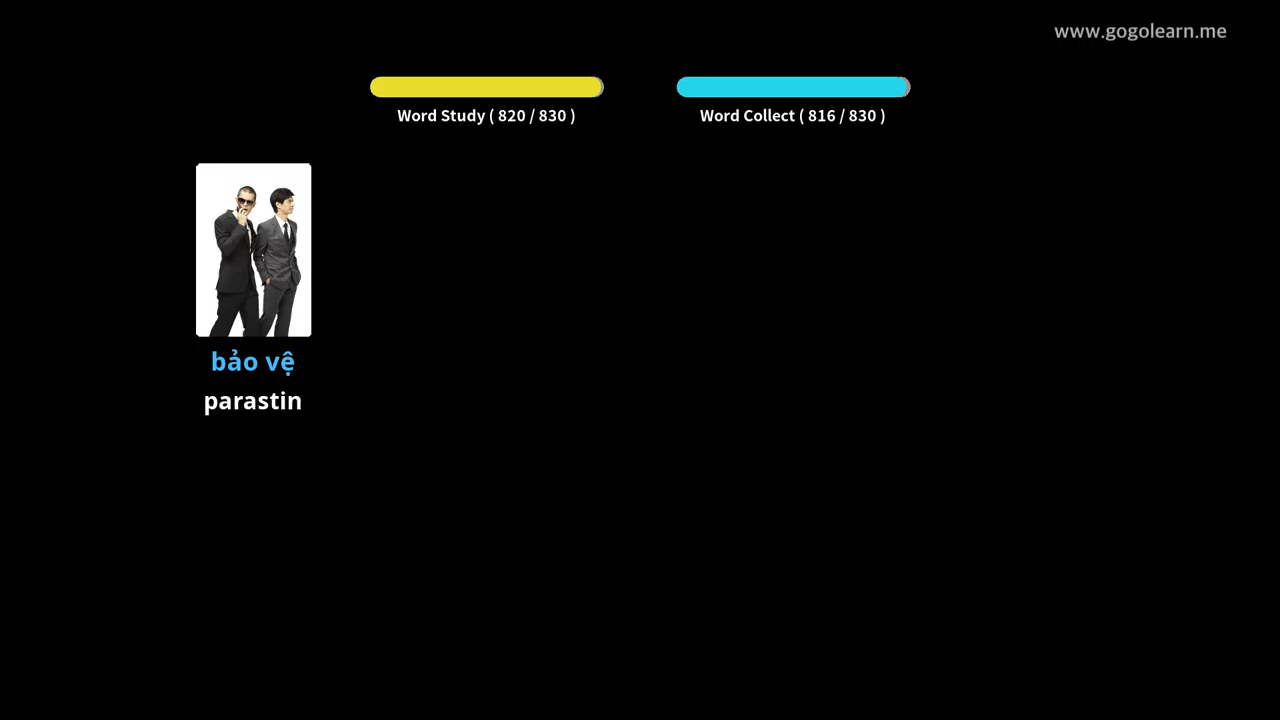 www.gogolearn.me
Word Study ( 820 / 830 )
Word Collect ( 816 / 830 )
bảo vệ
parastin